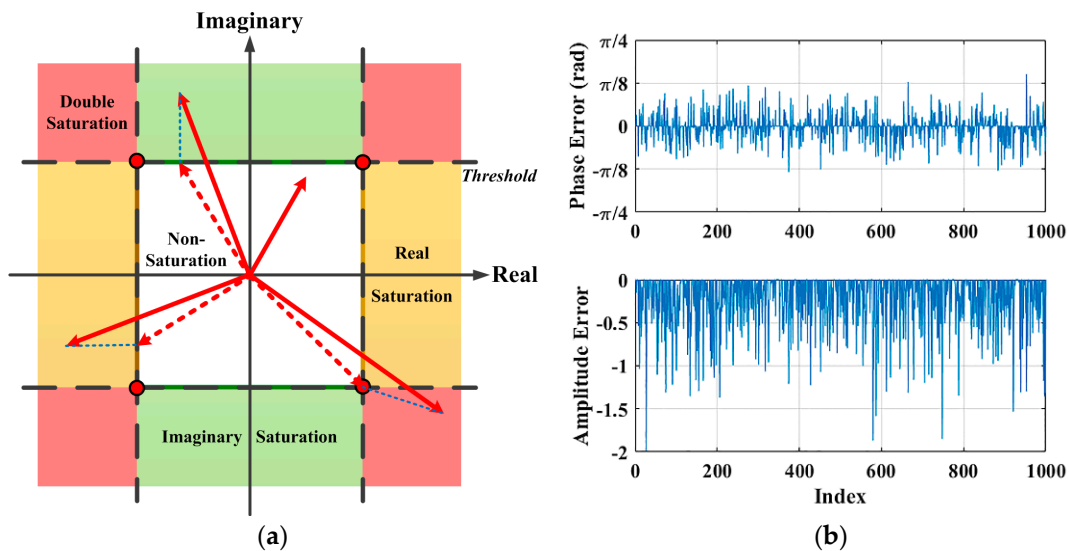 Imaginary
Double
Saturation
Threshold
Non-
Saturation
Real
Saturation
Real
Imaginary Saturation
(a)
Phase Error (rad)
π/4
π/8
0
-π/8
-π/4
0 200 400 600 800 1000
Amplitude Error
0
-0.5
-1
-1.5
-2
0 200 400 600 800 1000
Index
(b)